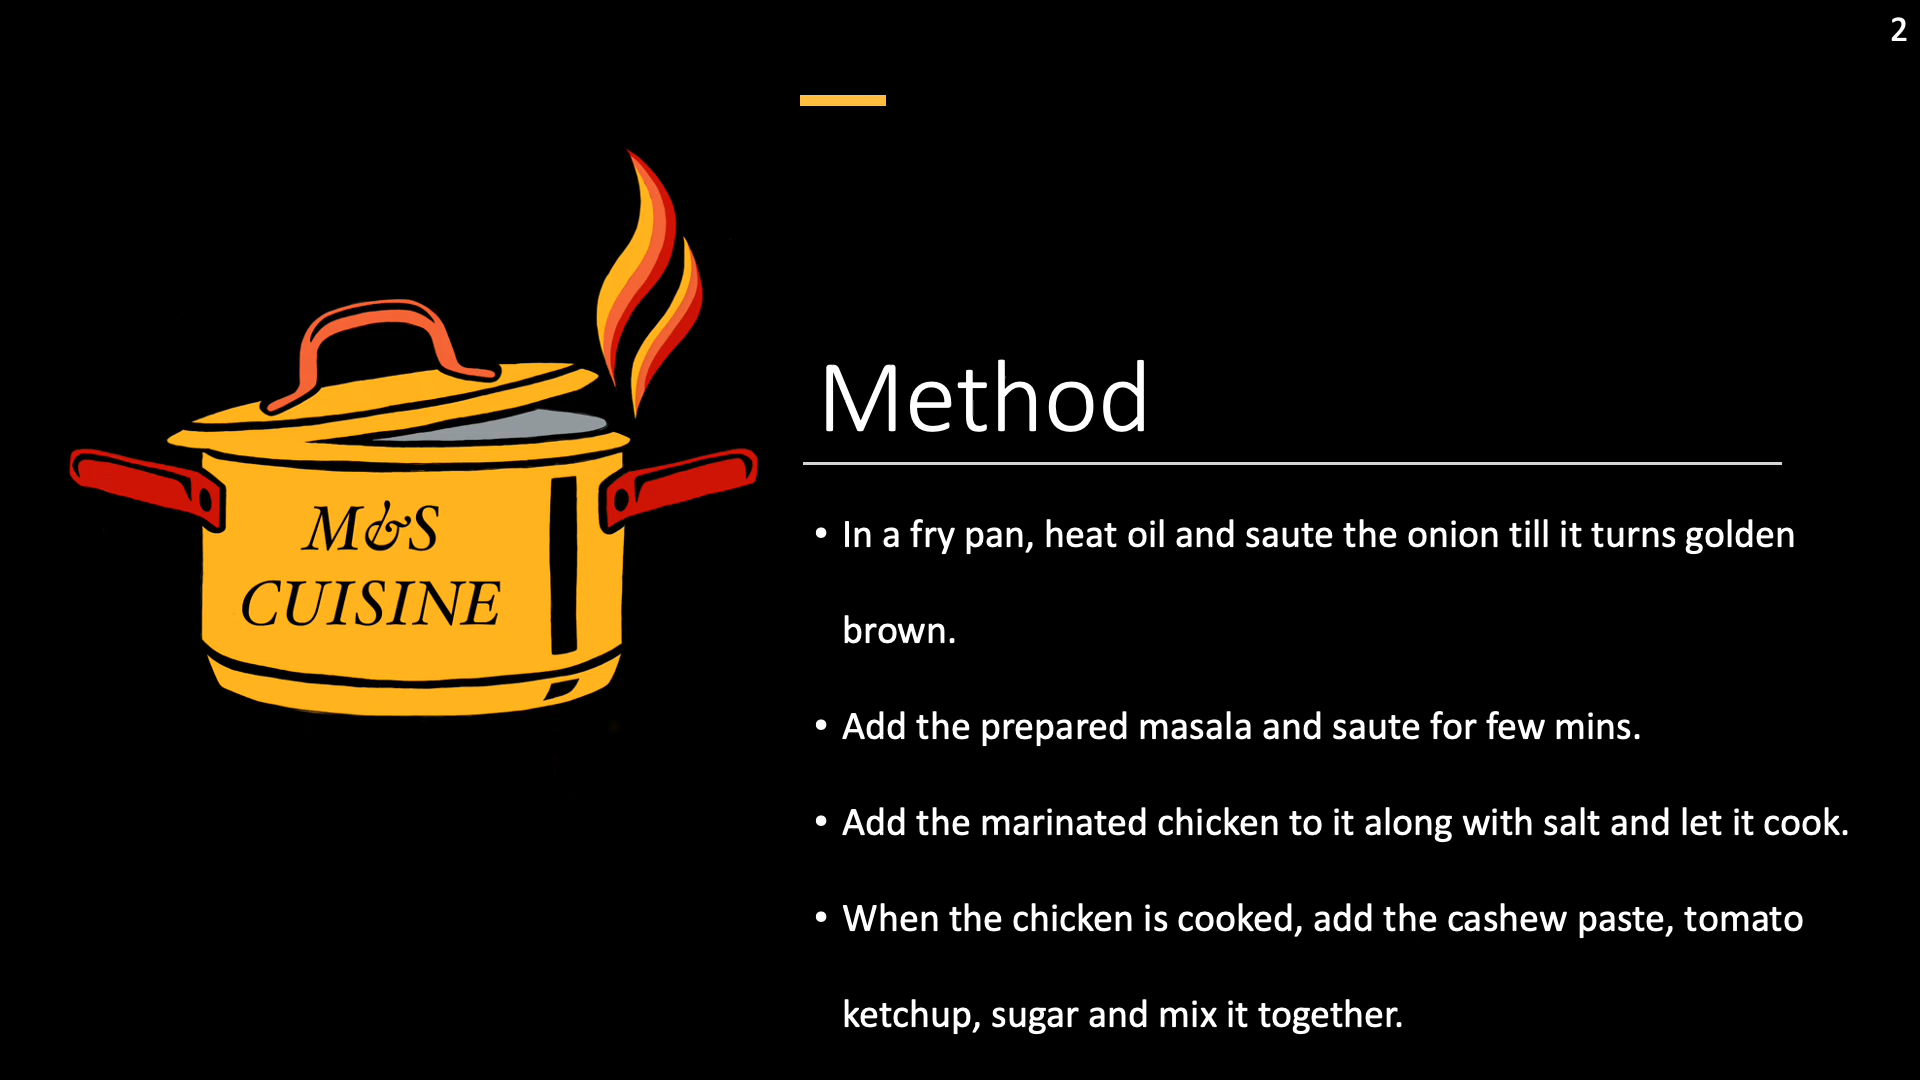 2
M&S
CUISINE
Method
• In a fry pan, heat oil and saute the onion till it turns golden
brown.
• Add the prepared masala and saute for few mins.
• Add the marinated chicken to it along with salt and let it cook.
• When the chicken is cooked, add the cashew paste, tomato
ketchup, sugar and mix it together.